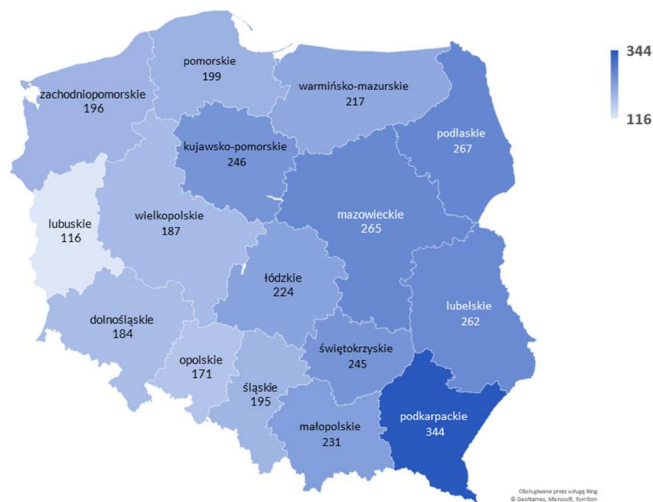 pomorskie
199
warmińsko-mazurskie
217
344
116
zachodniopomorskie
196
podlaskie
267
kujawsko-pomorskie
246
mazowieckie
265
wielkopolskie
187
lubuskie
116
łódzkie
224
lubelskie
262
dolnośląskie
184
świętokrzyskie
245
opolskie
171
śląskie
195
podkarpackie
344
małopolskie
231
Obsługiwane przez usługę Bing
© GeoNames, Microsoft, TomTom